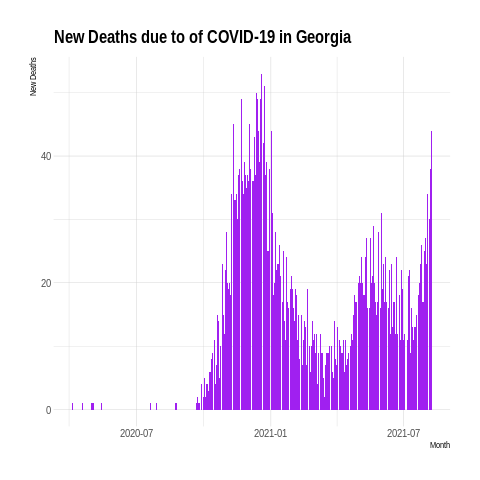 New Deaths due to of COVID-19 in Georgia
New Deaths
40
20
0
2020-07
2021-01
2021-07
Month